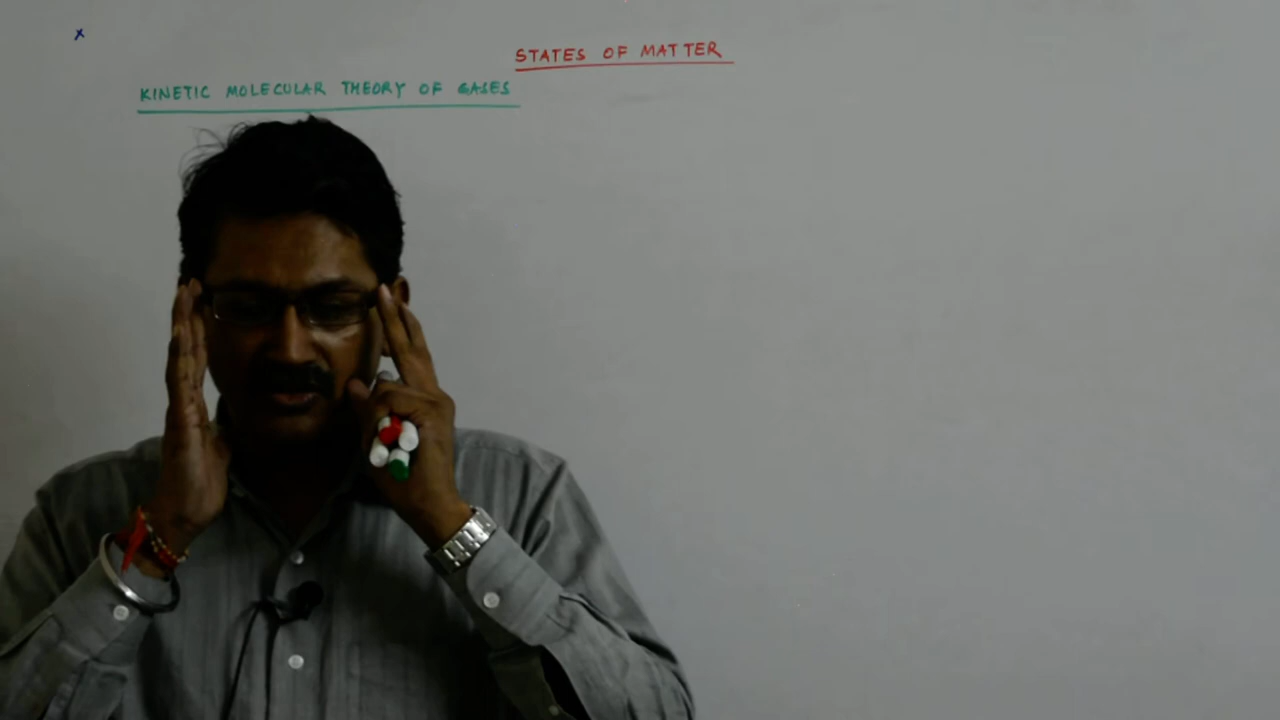 x
STATES OF MATTER
KINETIC MOLECULAR THEORY OF GASES